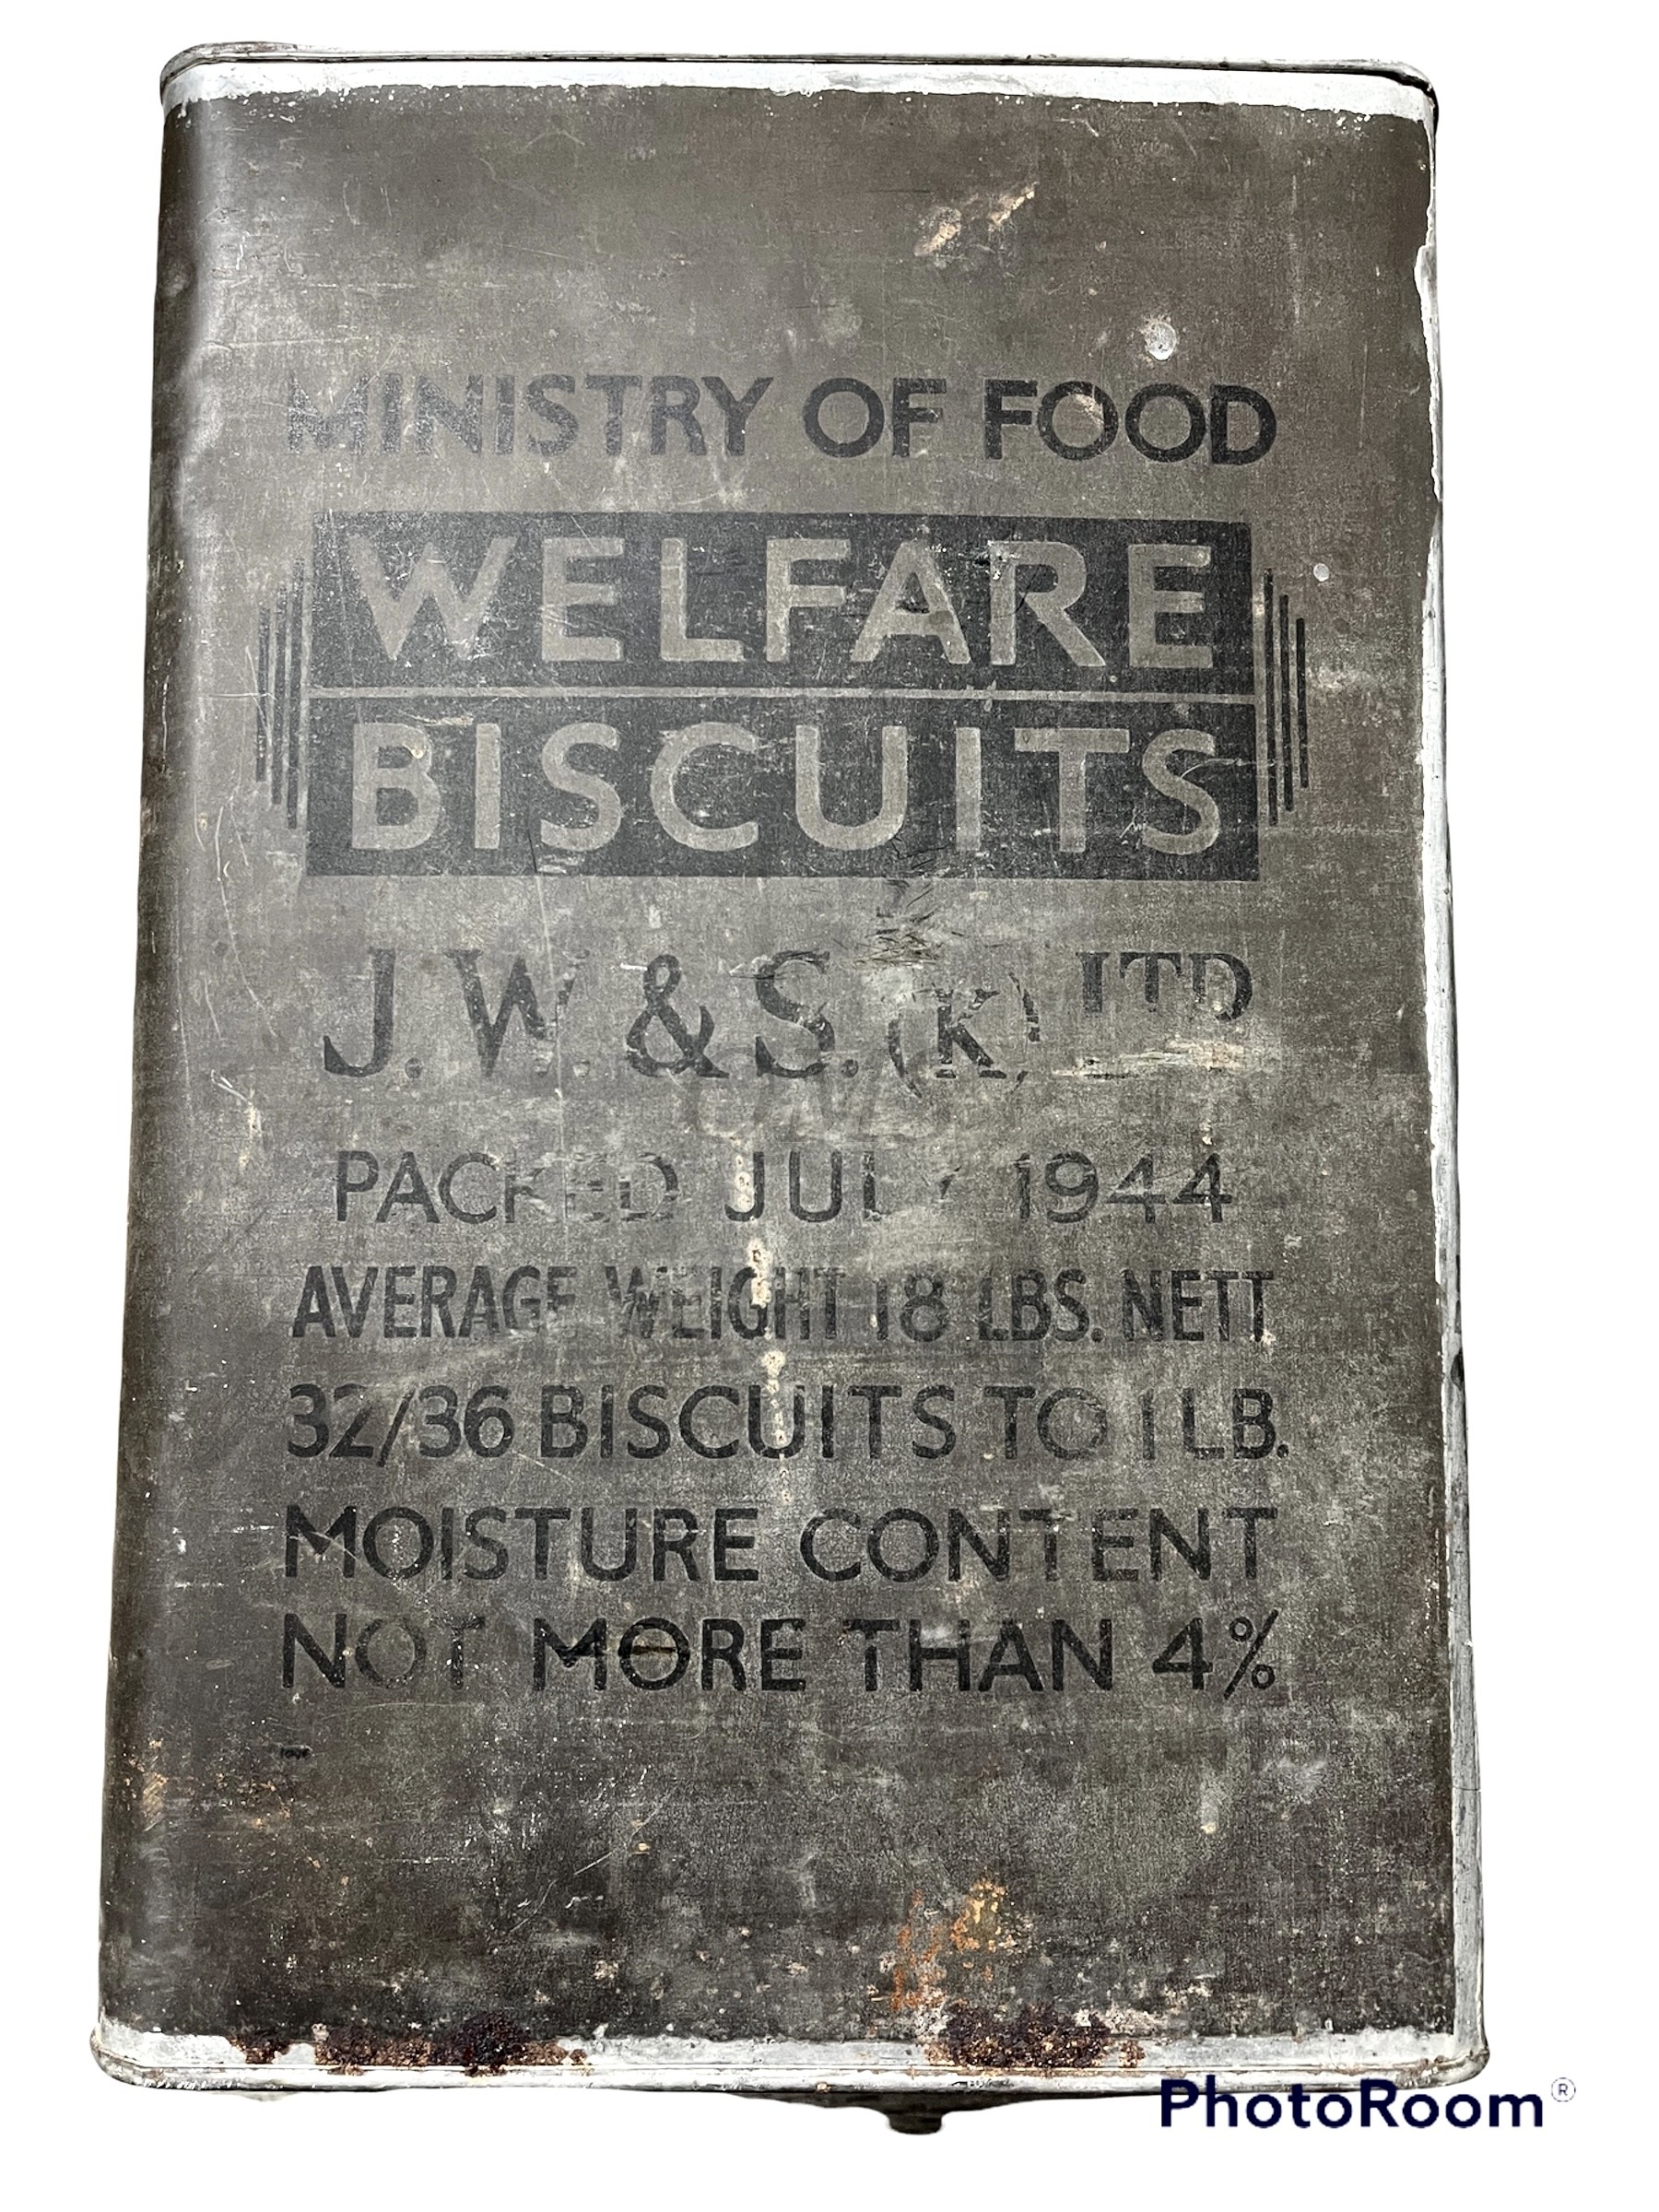 MINISTRY OF FOOD
WELFARE
BISCUITS
J. W. & S. (K) LTD
PACKED JULY 1944
AVERAGE WEIGHT 18 LBS. NETT
32/36 BISCUITS TO 1 LB.
MOISTURE CONTENT
NOT MORE THAN 4%
PhotoRoom®